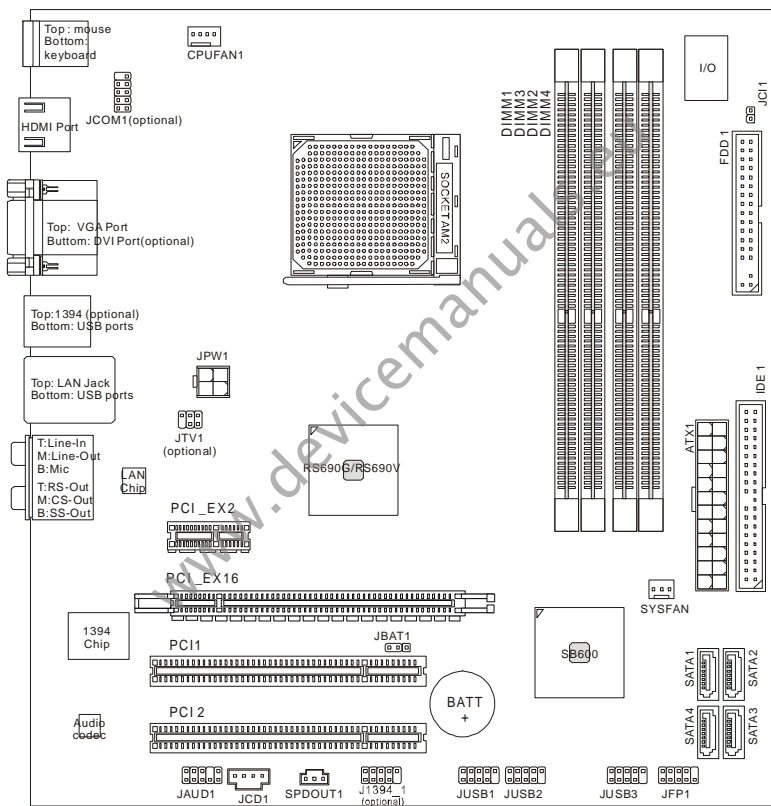 Top : mouse
Bottom:
keyboard
CPUFAN1
JCOM1(optional)
HDMI Port
Top: VGA Port
Buttom: DVI Port(optional)
Top:1394 (optional)
Bottom: USB ports
Top: LAN Jack
Bottom: USB ports
T:Line-In
M:Line-Out
B:Mic
T:RS-Out
M:CS-Out
B:SS-Out
SOCKET AM2
DIMM1
DIMM3
DIMM2
DIMM4
I/O
JCI1
FDD 1
JPW1
JTV1
(optional)
LAN
Chip
RS690G/RS690V
ATX1
IDE 1
PCI_EX2
PCI_EX16
SYSFAN
1394
Chip
JBAT1
PCI1
SB600
BATT
+
SATA1
SATA2
SATA4
SATA3
Audio
codec
PCI 2
JAUD1
JCD1
SPDOUT1
J1394_1
(optional)
JUSB1
JUSB2
JUSB3
JFP1
www.devicemanuals.eu